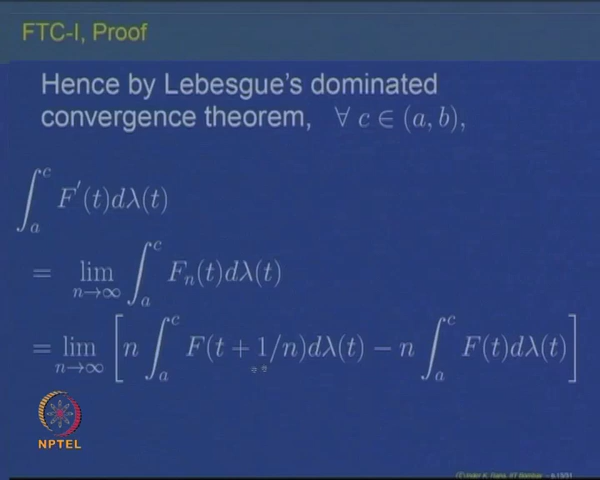 FTC-I, Proof
Hence by Lebesgue's dominated
convergence theorem, ∀ c ∈ (a, b),
∫_a^c F′(t)dλ(t)
= lim_{n→∞} ∫_a^c F_n(t)dλ(t)
= lim_{n→∞} [ n ∫_a^c F(t + 1/n)dλ(t) − n ∫_a^c F(t)dλ(t) ]
NPTEL